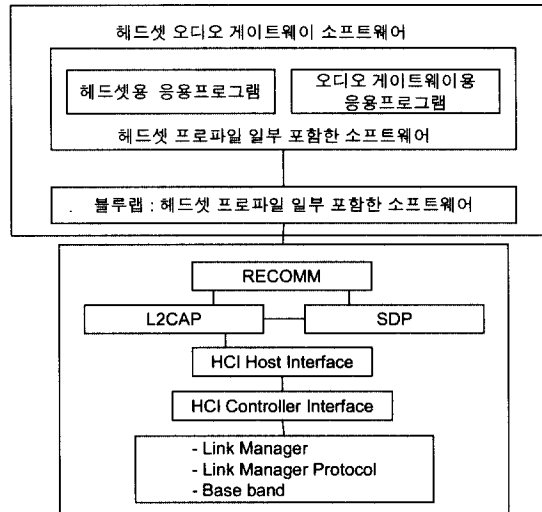 헤드셋 오디오 게이트웨이 소프트웨어
헤드셋용 응용프로그램
오디오 게이트웨이용
응용프로그램
헤드셋 프로파일 일부 포함한 소프트웨어
. 블루랩 : 헤드셋 프로파일 일부 포함한 소프트웨어
RECOMM
L2CAP
SDP
HCI Host Interface
HCI Controller Interface
- Link Manager
- Link Manager Protocol
- Base band